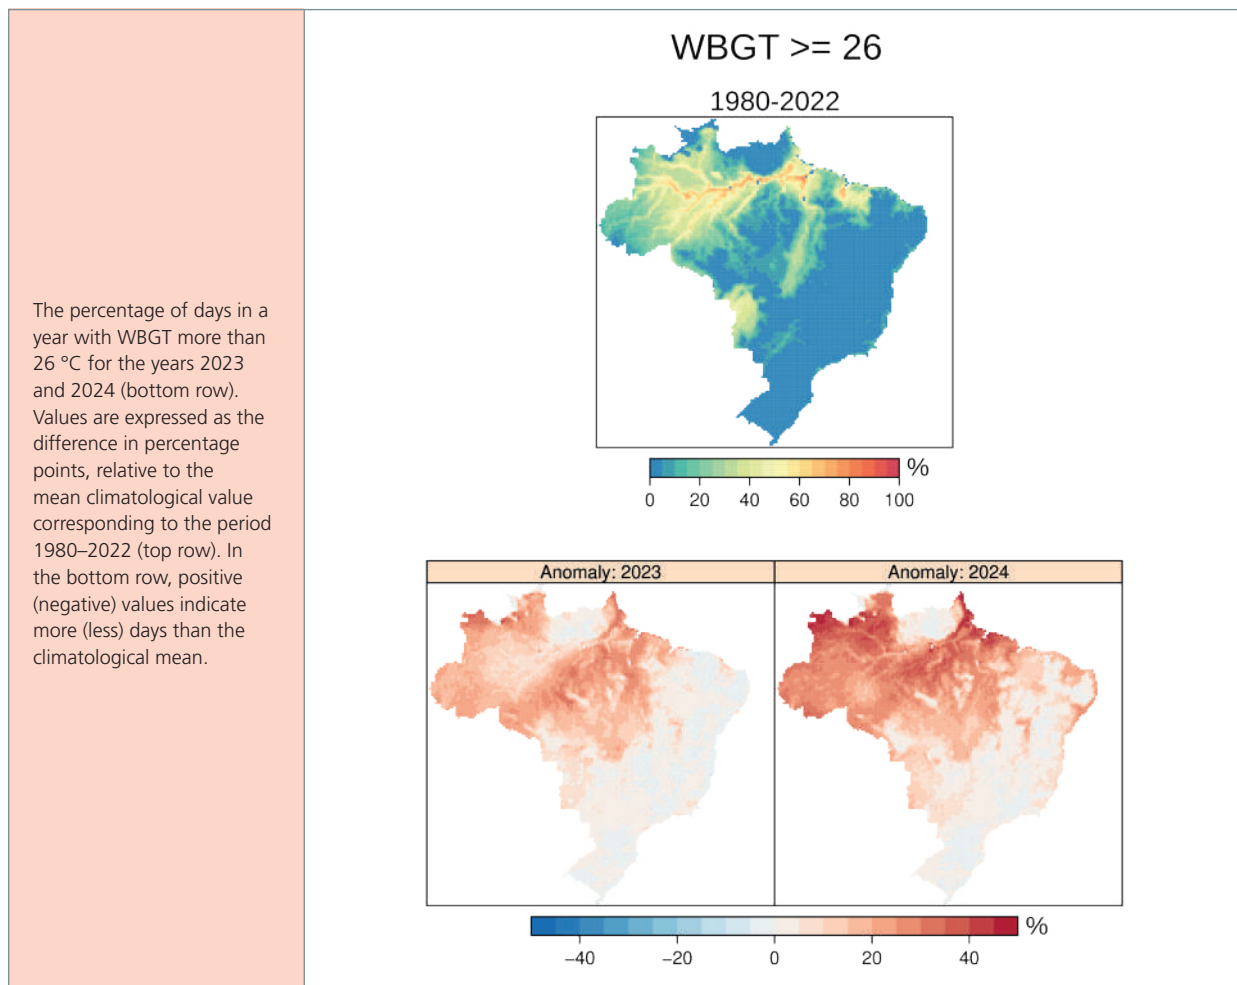 WBGT >= 26
1980-2022
0 20 40 60 80 100 %
The percentage of days in a
year with WBGT more than
26 °C for the years 2023
and 2024 (bottom row).
Values are expressed as the
difference in percentage
points, relative to the
mean climatological value
corresponding to the period
1980–2022 (top row). In
the bottom row, positive
(negative) values indicate
more (less) days than the
climatological mean.
Anomaly: 2023 Anomaly: 2024
−40 −20 0 20 40 %